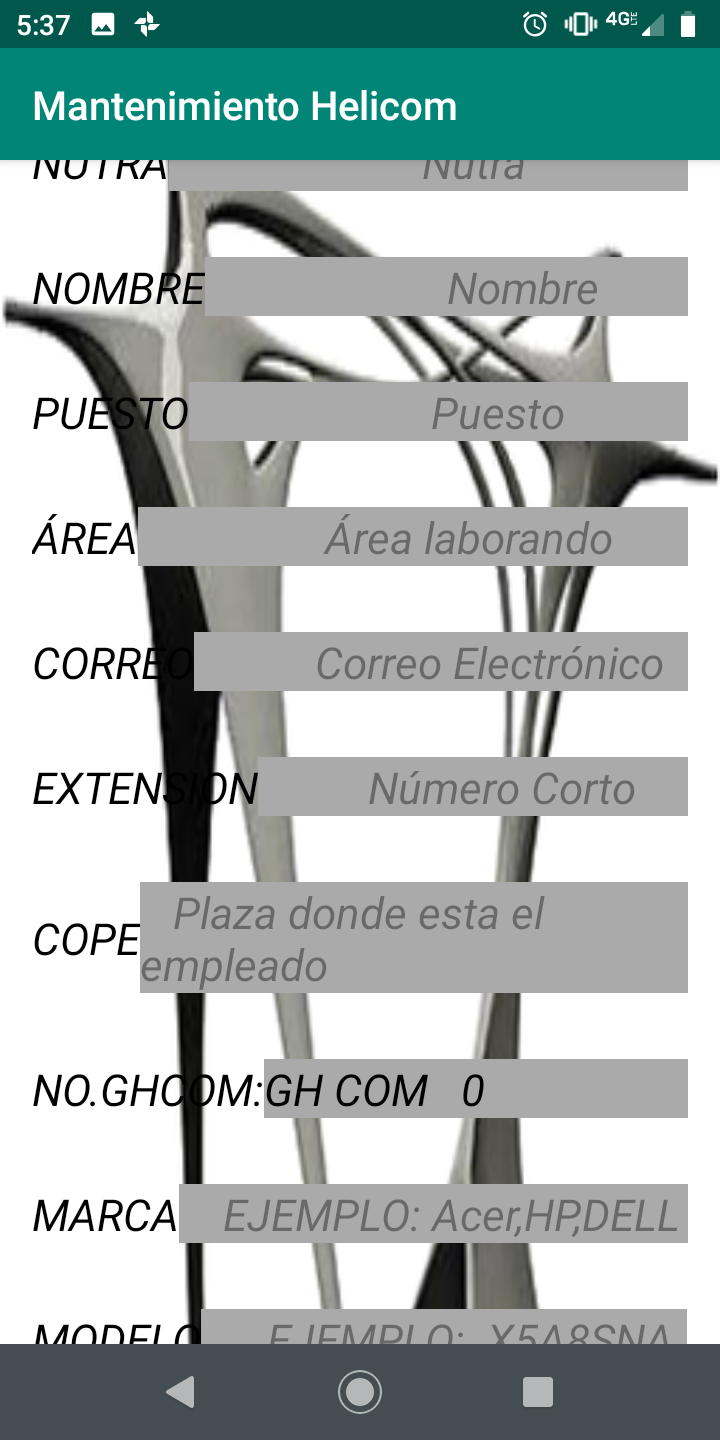 5:37 4G LTE
Mantenimiento Helicom
NUTRA Nutra
NOMBRE Nombre
PUESTO Puesto
ÁREA Área laborando
CORREO Correo Electrónico
EXTENSION Número Corto
COPE Plaza donde esta el
empleado
NO.GHCOM:GH COM 0
MARCA EJEMPLO: Acer,HP,DELL
MODELO EJEMPLO: X5A8SNA